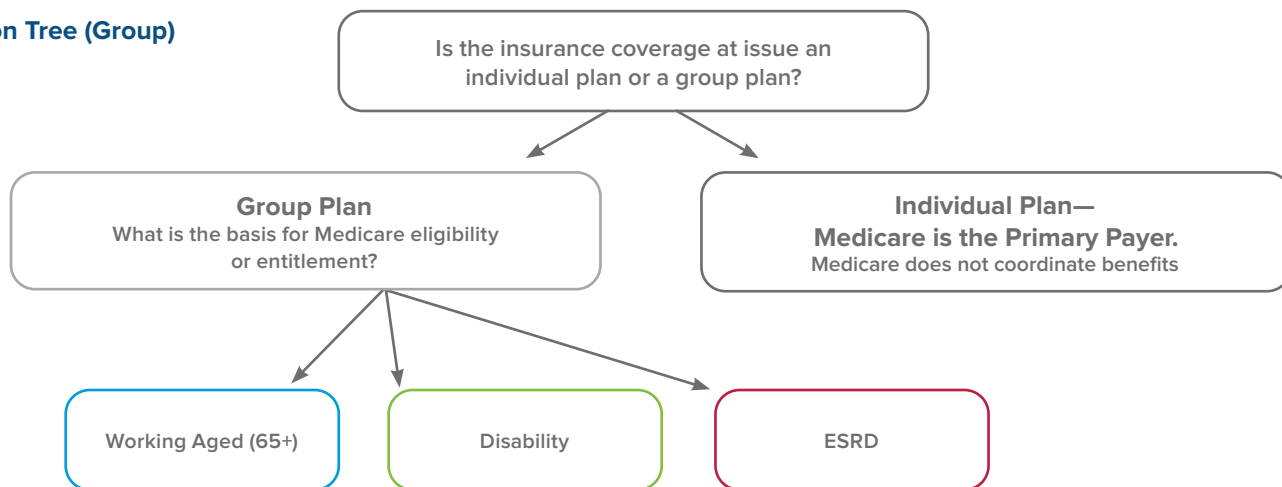 on Tree (Group)
Is the insurance coverage at issue an
individual plan or a group plan?
Group Plan
What is the basis for Medicare eligibility
or entitlement?
Individual Plan—
Medicare is the Primary Payer.
Medicare does not coordinate benefits
Working Aged (65+)
Disability
ESRD